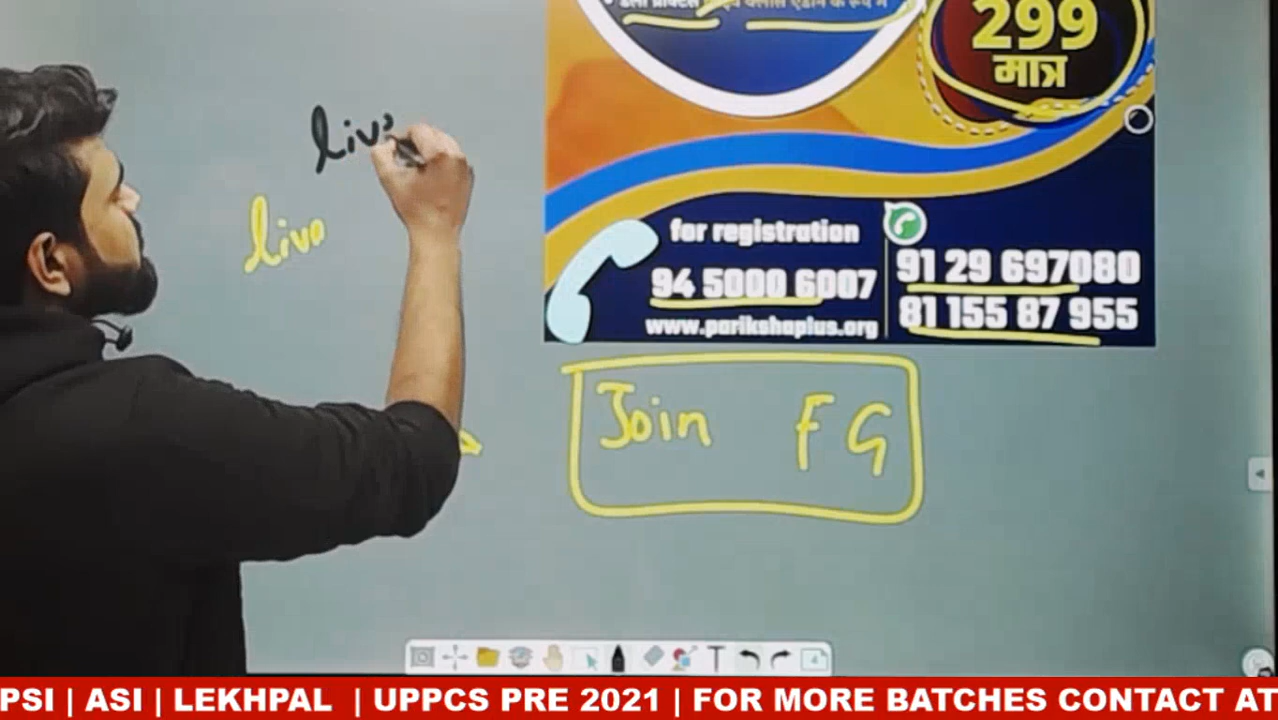 299
मात्र
live
live
for registration
94 5000 6007
www.parikshaplus.org
91 29 697080
81 155 87 955
Join FG
T
PSI | ASI | LEKHPAL | UPPCS PRE 2021 | FOR MORE BATCHES CONTACT AT